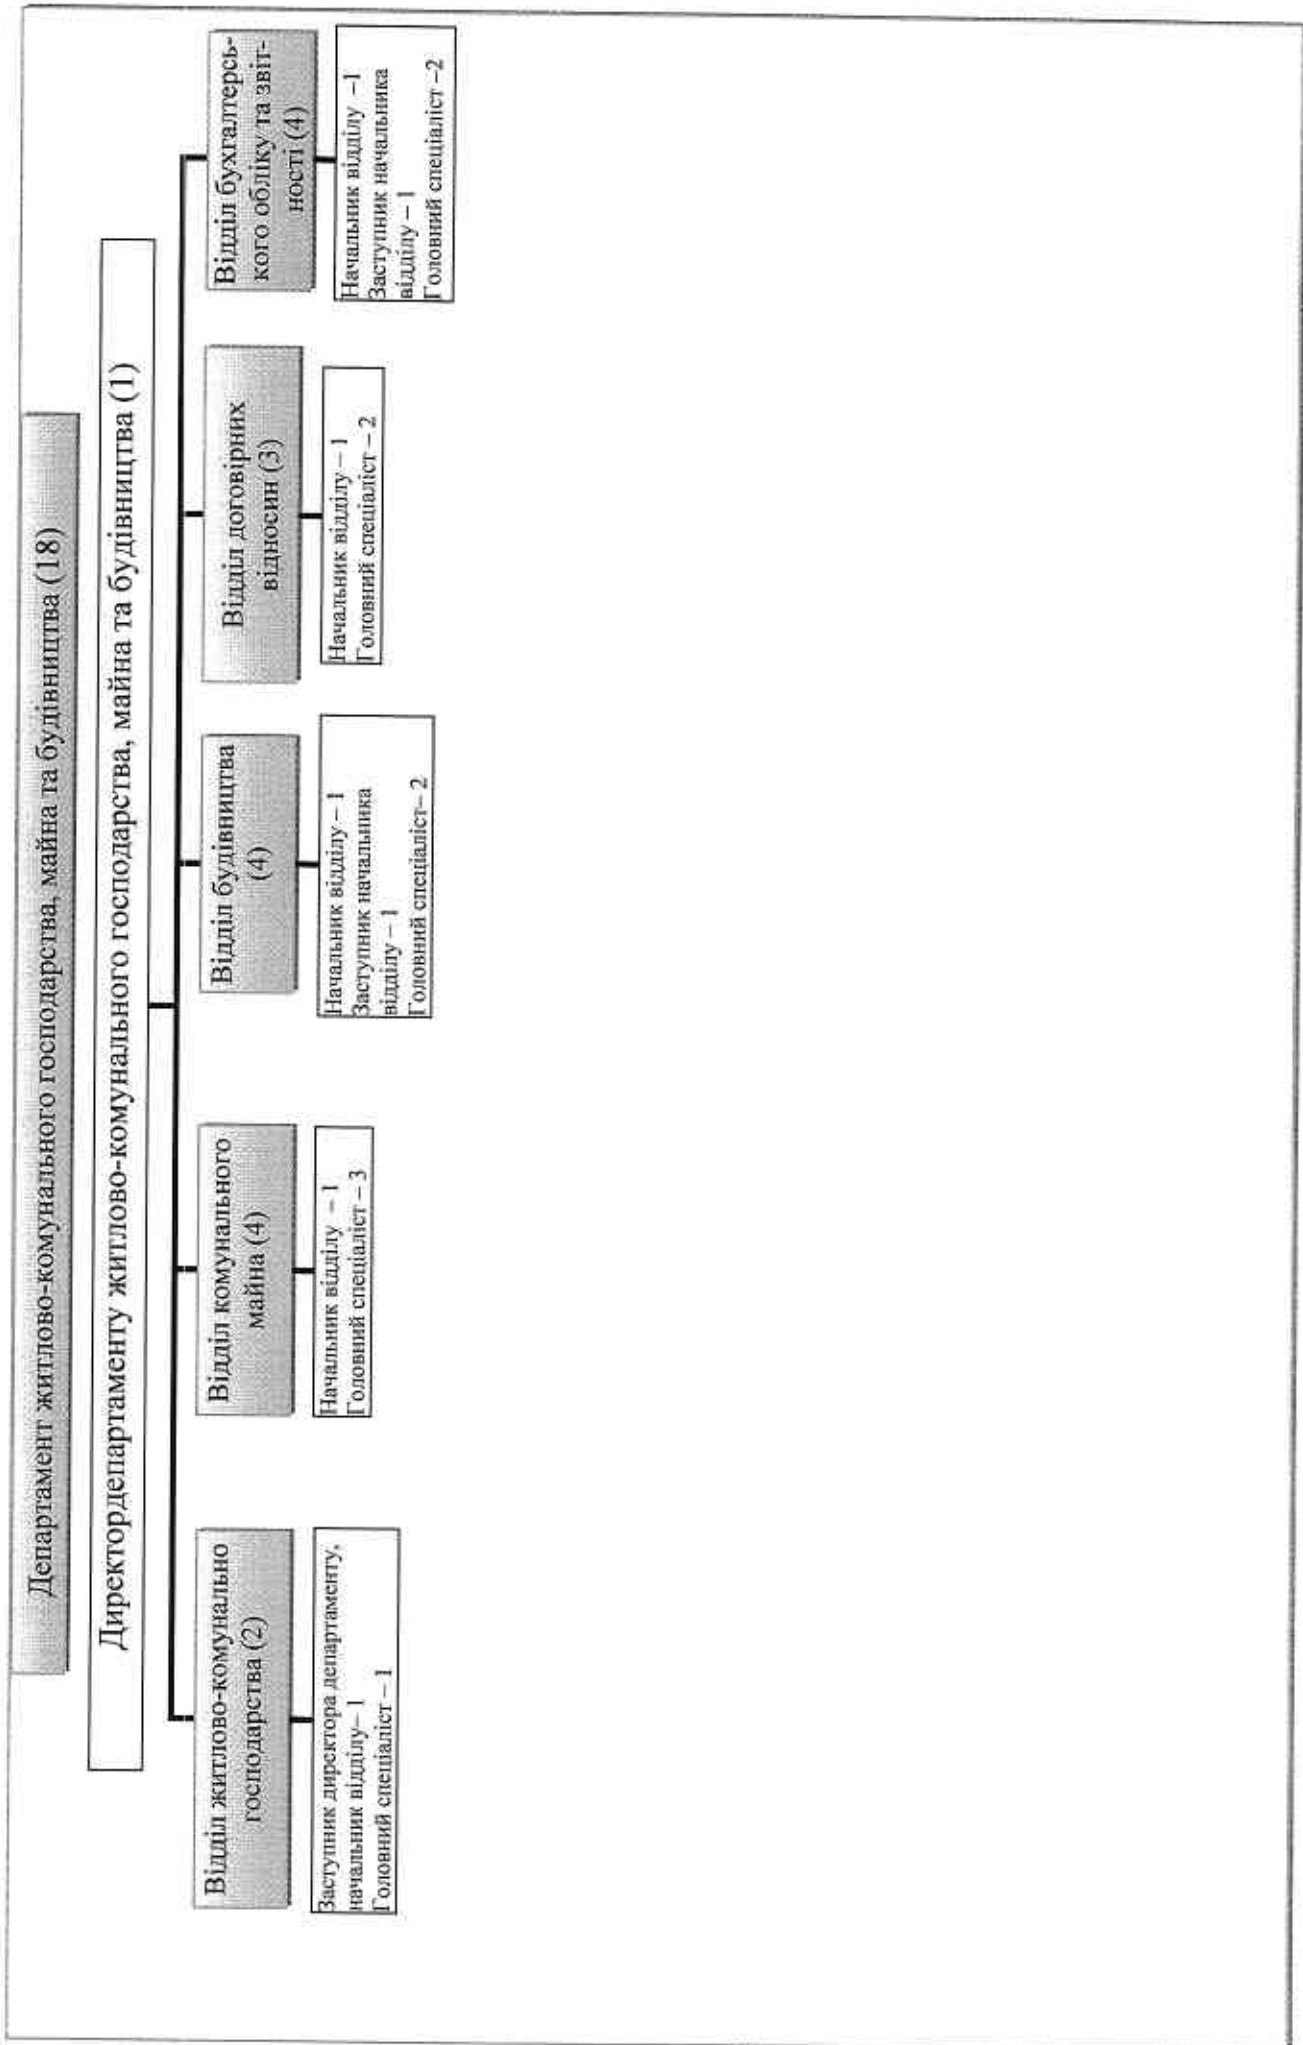 Департамент житлово-комунального господарства, майна та будівництва (18)
Директордепартаменту житлово-комунального господарства, майна та будівництва (1)
Відділ житлово-комунально
господарства (2)
Заступник директора департаменту,
начальник відділу– 1
Головний спеціаліст – 1
Відділ комунального
майна (4)
Начальник відділу – 1
Головний спеціаліст – 3
Відділ будівництва
(4)
Начальник відділу – 1
Заступник начальника
відділу – 1
Головний спеціаліст– 2
Відділ договірних
відносин (3)
Начальник відділу – 1
Головний спеціаліст – 2
Відділ бухгалтерсь-
кого обліку та звіт-
ності (4)
Начальник відділу –1
Заступник начальника
відділу – 1
Головний спеціаліст –2